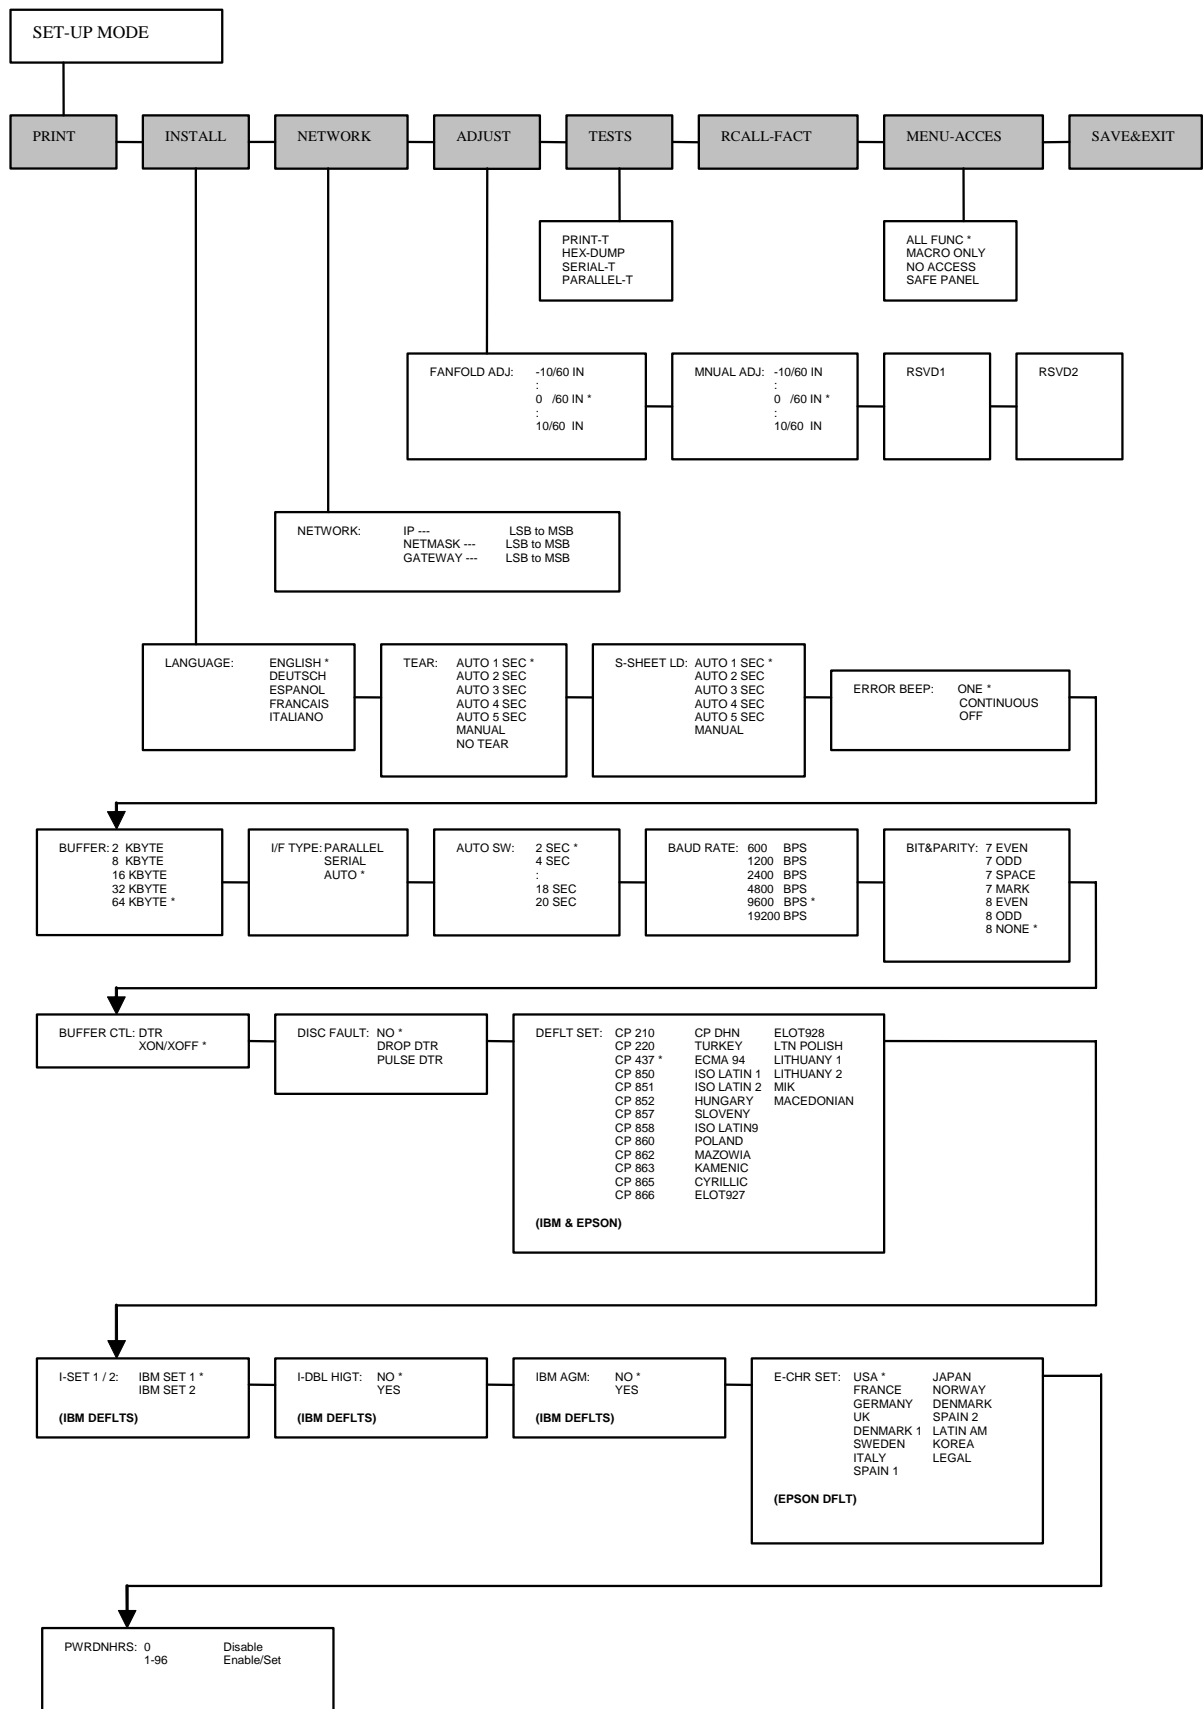 SET-UP MODE
PRINT
INSTALL
NETWORK
ADJUST
TESTS
RCALL-FACT
MENU-ACCES
SAVE&EXIT
PRINT-T
HEX-DUMP
SERIAL-T
PARALLEL-T
ALL FUNC *
MACRO ONLY
NO ACCESS
SAFE PANEL
FANFOLD ADJ: -10/60 IN
:
0 /60 IN *
:
10/60 IN
MNUAL ADJ: -10/60 IN
:
0 /60 IN *
:
10/60 IN
RSVD1
RSVD2
NETWORK: IP --- LSB to MSB
NETMASK --- LSB to MSB
GATEWAY --- LSB to MSB
LANGUAGE: ENGLISH *
DEUTSCH
ESPANOL
FRANCAIS
ITALIANO
TEAR: AUTO 1 SEC *
AUTO 2 SEC
AUTO 3 SEC
AUTO 4 SEC
AUTO 5 SEC
MANUAL
NO TEAR
S-SHEET LD: AUTO 1 SEC *
AUTO 2 SEC
AUTO 3 SEC
AUTO 4 SEC
AUTO 5 SEC
MANUAL
ERROR BEEP: ONE *
CONTINUOUS
OFF
BUFFER: 2 KBYTE
8 KBYTE
16 KBYTE
32 KBYTE
64 KBYTE *
I/F TYPE: PARALLEL
SERIAL
AUTO *
AUTO SW: 2 SEC *
4 SEC
:
18 SEC
20 SEC
BAUD RATE: 600 BPS
1200 BPS
2400 BPS
4800 BPS
9600 BPS *
19200 BPS
BIT&PARITY: 7 EVEN
7 ODD
7 SPACE
7 MARK
8 EVEN
8 ODD
8 NONE *
BUFFER CTL: DTR
XON/XOFF *
DISC FAULT: NO *
DROP DTR
PULSE DTR
DEFLT SET: CP 210 CP DHN ELOT928
CP 220 TURKEY LTN POLISH
CP 437 * ECMA 94 LITHUANY 1
CP 850 ISO LATIN 1 LITHUANY 2
CP 851 ISO LATIN 2 MIK
CP 852 HUNGARY MACEDONIAN
CP 857 SLOVENY
CP 858 ISO LATIN9
CP 860 POLAND
CP 862 MAZOWIA
CP 863 KAMENIC
CP 865 CYRILLIC
CP 866 ELOT927
(IBM & EPSON)
I-SET 1 / 2: IBM SET 1 *
IBM SET 2
(IBM DEFLTS)
I-DBL HIGT: NO *
YES
(IBM DEFLTS)
IBM AGM: NO *
YES
(IBM DEFLTS)
E-CHR SET: USA * JAPAN
FRANCE NORWAY
GERMANY DENMARK
UK SPAIN 2
DENMARK 1 LATIN AM
SWEDEN KOREA
ITALY LEGAL
SPAIN 1
(EPSON DFLT)
PWRDNHRS: 0 Disable
1-96 Enable/Set